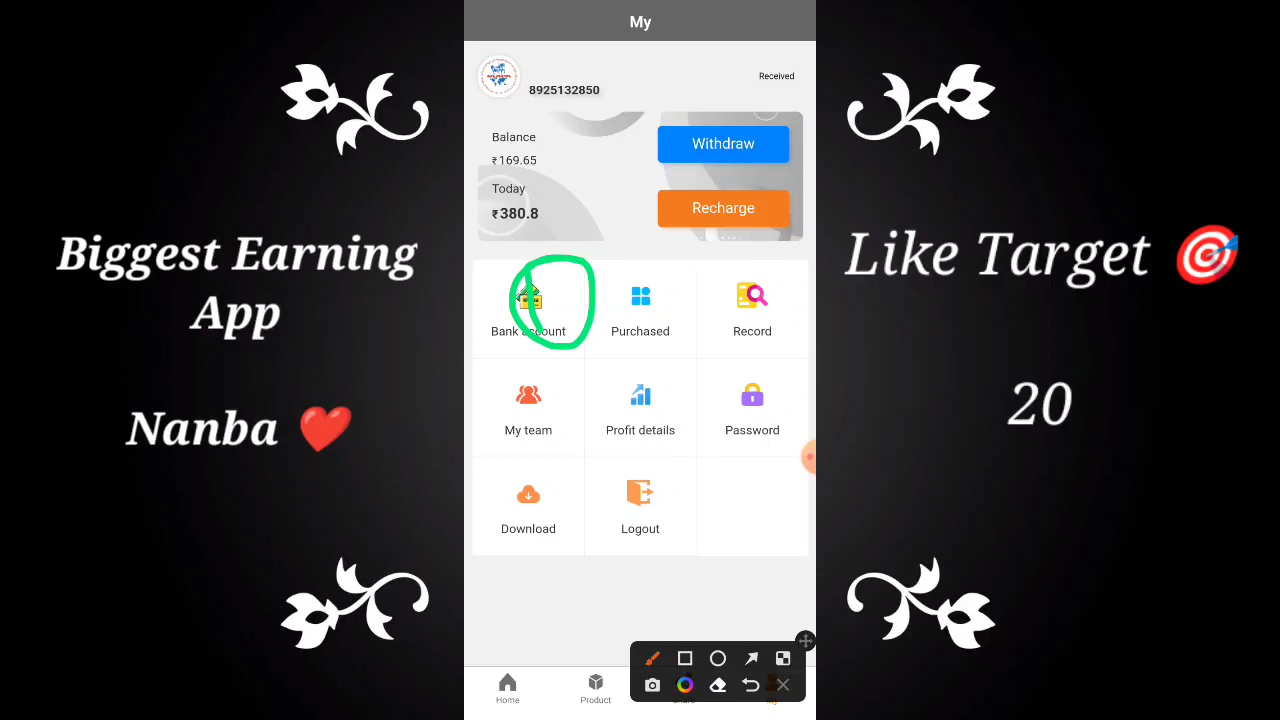 My
8925132850
Received
Balance
₹169.65
Withdraw
Today
₹380.8
Recharge
Bank account
Purchased
Record
My team
Profit details
Password
Download
Logout
Home
Product
Biggest Earning
App
Nanba ❤️
Like Target 🎯
20